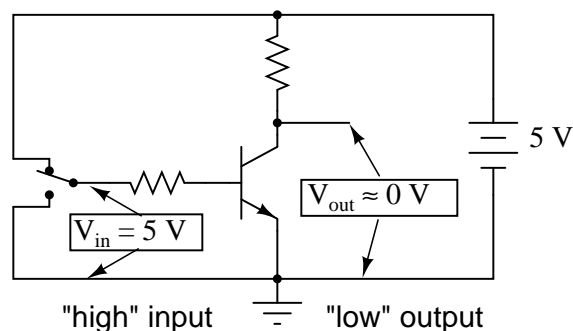 5 V
V_out ≈ 0 V
V_in = 5 V
"high" input
"low" output